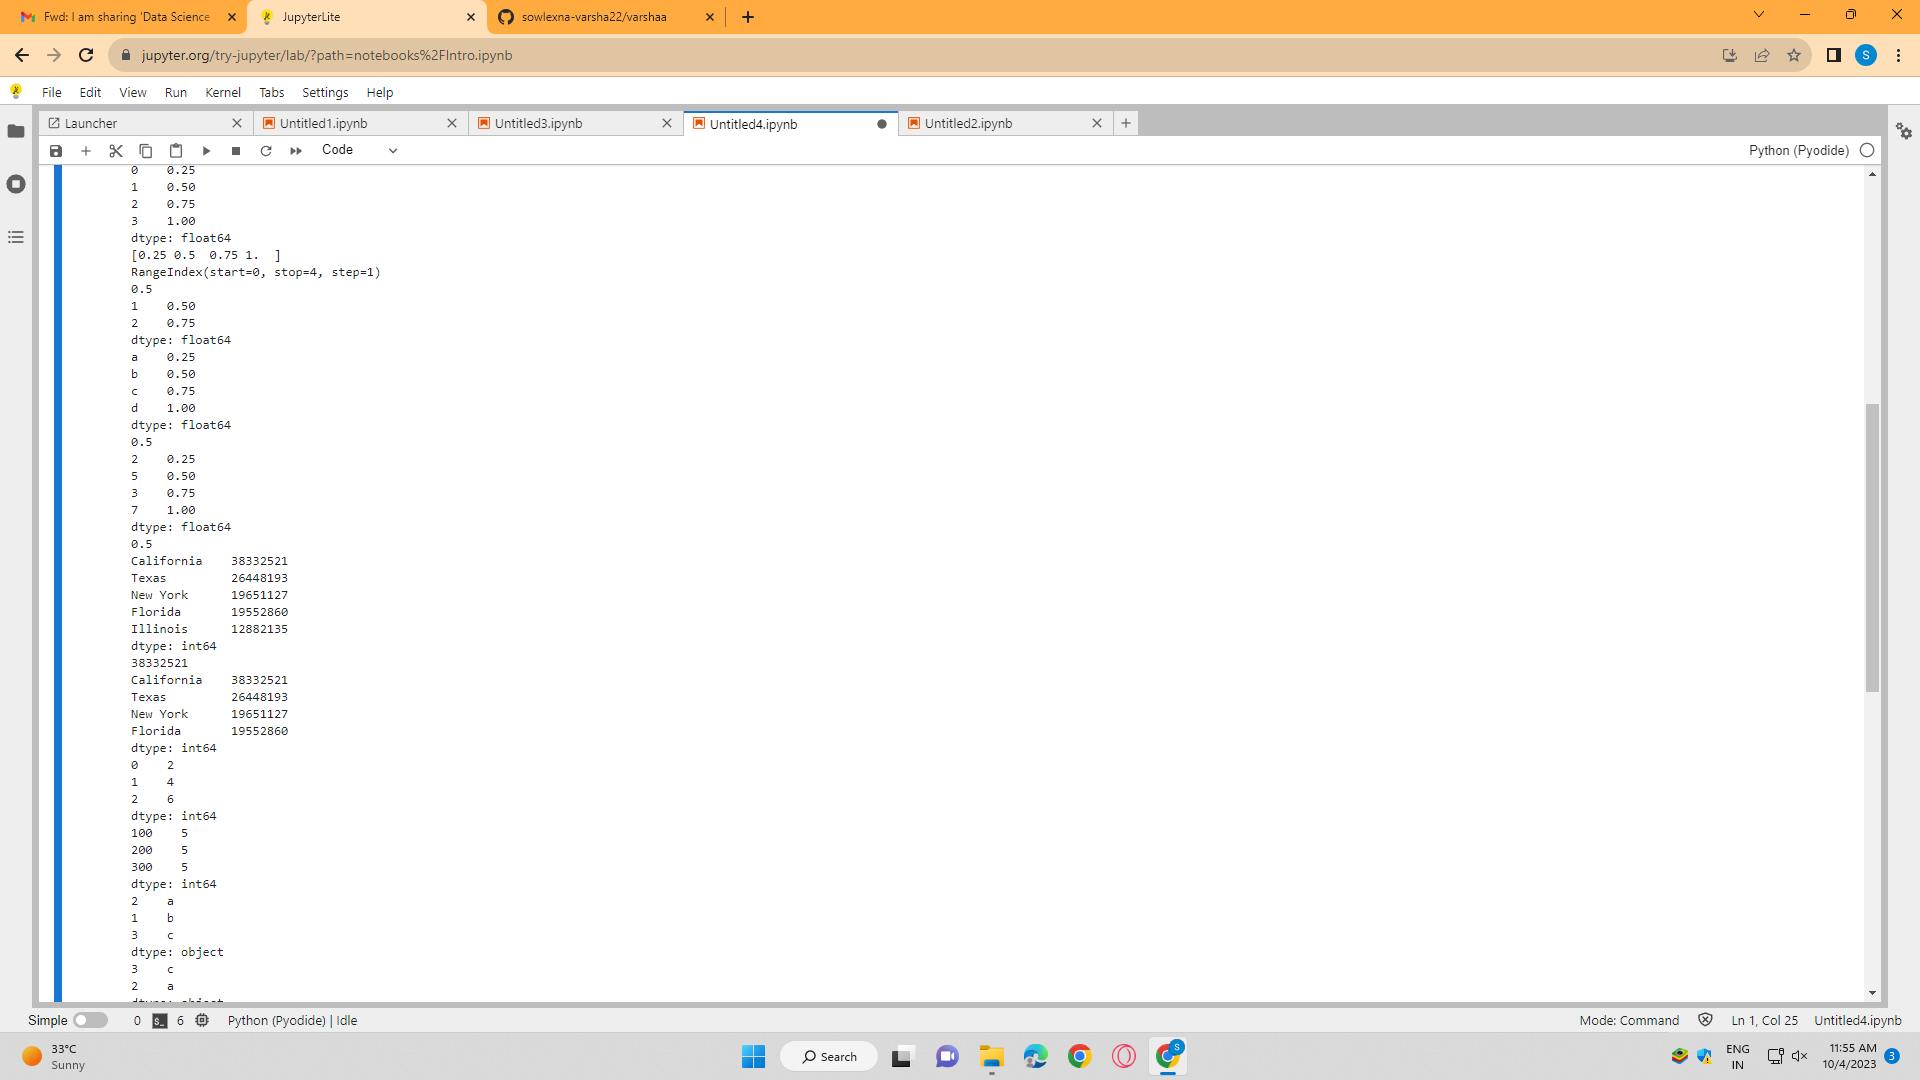 Fwd: I am sharing 'Data Science
JupyterLite
sowlexna-varsha22/varshaa
jupyter.org/try-jupyter/lab/?path=notebooks%2FIntro.ipynb
S
File Edit View Run Kernel Tabs Settings Help
Launcher
Untitled1.ipynb
Untitled3.ipynb
Untitled4.ipynb
Untitled2.ipynb
Code
Python (Pyodide)
0    0.25
1    0.50
2    0.75
3    1.00
dtype: float64
[0.25 0.5  0.75 1.  ]
RangeIndex(start=0, stop=4, step=1)
0.5
1    0.50
2    0.75
dtype: float64
a    0.25
b    0.50
c    0.75
d    1.00
dtype: float64
0.5
2    0.25
5    0.50
3    0.75
7    1.00
dtype: float64
0.5
California    38332521
Texas         26448193
New York      19651127
Florida       19552860
Illinois      12882135
dtype: int64
38332521
California    38332521
Texas         26448193
New York      19651127
Florida       19552860
dtype: int64
0    2
1    4
2    6
dtype: int64
100    5
200    5
300    5
dtype: int64
2    a
1    b
3    c
dtype: object
3    c
2    a
dtype: object
Simple 0 6 Python (Pyodide) | Idle
Mode: Command Ln 1, Col 25 Untitled4.ipynb
33°C
Sunny
Search
S
ENG
IN
11:55 AM
10/4/2023
3